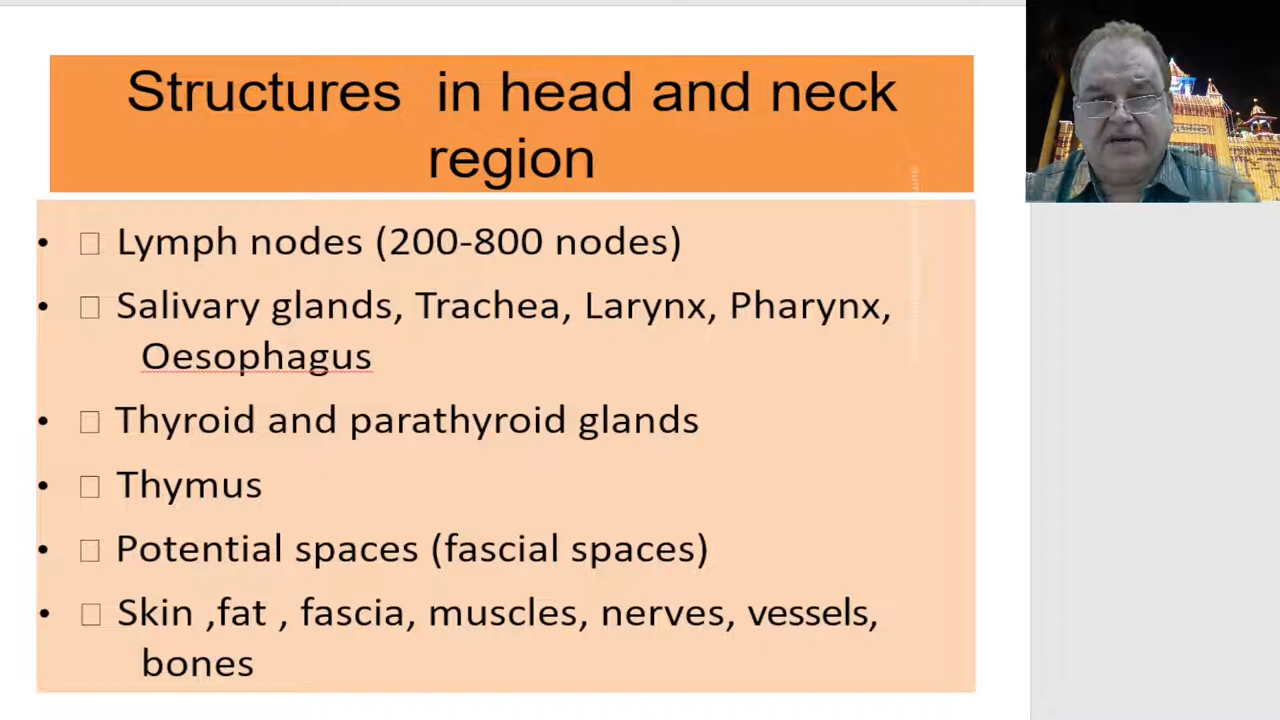 Structures in head and neck
region
• □ Lymph nodes (200-800 nodes)
• □ Salivary glands, Trachea, Larynx, Pharynx,
Oesophagus
• □ Thyroid and parathyroid glands
• □ Thymus
• □ Potential spaces (fascial spaces)
• □ Skin ,fat , fascia, muscles, nerves, vessels,
bones